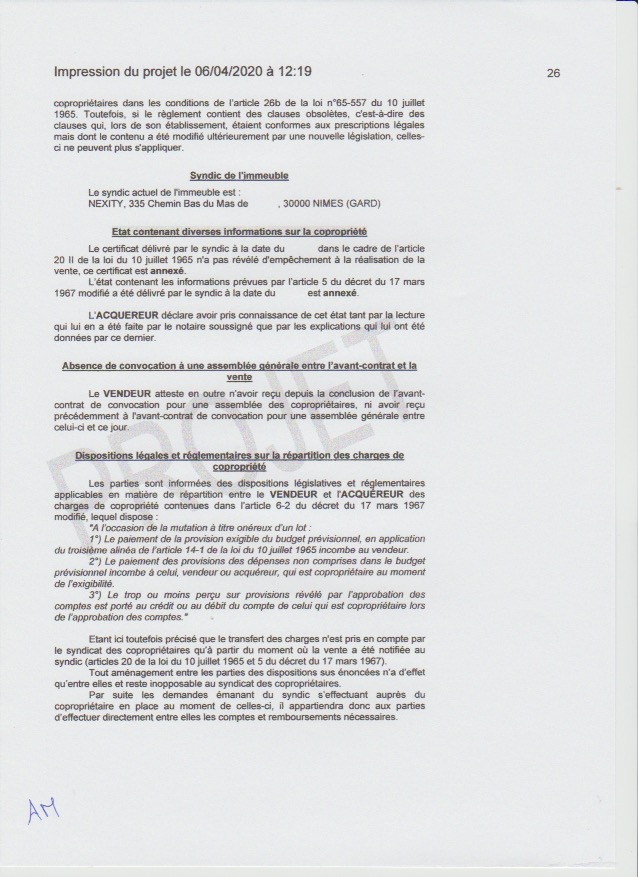 Impression du projet le 06/04/2020 à 12:19
26
copropriétaires dans les conditions de l'article 26b de la loi n°65-557 du 10 juillet
1965. Toutefois, si le règlement contient des clauses obsolètes, c'est-à-dire des
clauses qui, lors de son établissement, étaient conformes aux prescriptions légales
mais dont le contenu a été modifié ultérieurement par une nouvelle législation, celles-
ci ne peuvent plus s'appliquer.
Syndic de l'immeuble
Le syndic actuel de l'immeuble est :
NEXITY, 335 Chemin Bas du Mas de , 30000 NIMES (GARD)
Etat contenant diverses informations sur la copropriété
Le certificat délivré par le syndic à la date du dans le cadre de l'article
20 II de la loi du 10 juillet 1965 n'a pas révélé d'empêchement à la réalisation de la
vente, ce certificat est annexé.
L'état contenant les informations prévues par l'article 5 du décret du 17 mars
1967 modifié a été délivré par le syndic à la date du est annexé.
L'ACQUEREUR déclare avoir pris connaissance de cet état tant par la lecture
qui lui en a été faite par le notaire soussigné que par les explications qui lui ont été
données par ce dernier.
Absence de convocation à une assemblée générale entre l'avant-contrat et la
vente
Le VENDEUR atteste en outre n'avoir reçu depuis la conclusion de l'avant-
contrat de convocation pour une assemblée des copropriétaires, ni avoir reçu
précédemment à l'avant-contrat de convocation pour une assemblée générale entre
celui-ci et ce jour.
PROJET
Dispositions légales et réglementaires sur la répartition des charges de
copropriété
Les parties sont informées des dispositions législatives et réglementaires
applicables en matière de répartition entre le VENDEUR et l'ACQUEREUR des
charges de copropriété contenues dans l'article 6-2 du décret du 17 mars 1967
modifié, lequel dispose :
"A l'occasion de la mutation à titre onéreux d'un lot :
1°) Le paiement de la provision exigible du budget prévisionnel, en application
du troisième alinéa de l'article 14-1 de la loi du 10 juillet 1965 incombe au vendeur.
2°) Le paiement des provisions des dépenses non comprises dans le budget
prévisionnel incombe à celui, vendeur ou acquéreur, qui est copropriétaire au moment
de l'exigibilité.
3°) Le trop ou moins perçu sur provisions révélé par l'approbation des
comptes est porté au crédit ou au débit du compte de celui qui est copropriétaire lors
de l'approbation des comptes."
Etant ici toutefois précisé que le transfert des charges n'est pris en compte par
le syndicat des copropriétaires qu'à partir du moment où la vente a été notifiée au
syndic (articles 20 de la loi du 10 juillet 1965 et 5 du décret du 17 mars 1967).
Tout aménagement entre les parties des dispositions sus énoncées n'a d'effet
qu'entre elles et reste inopposable au syndicat des copropriétaires.
Par suite les demandes émanant du syndic s'effectuant auprès du
copropriétaire en place au moment de celles-ci, il appartiendra donc aux parties
d'effectuer directement entre elles les comptes et remboursements nécessaires.
AM